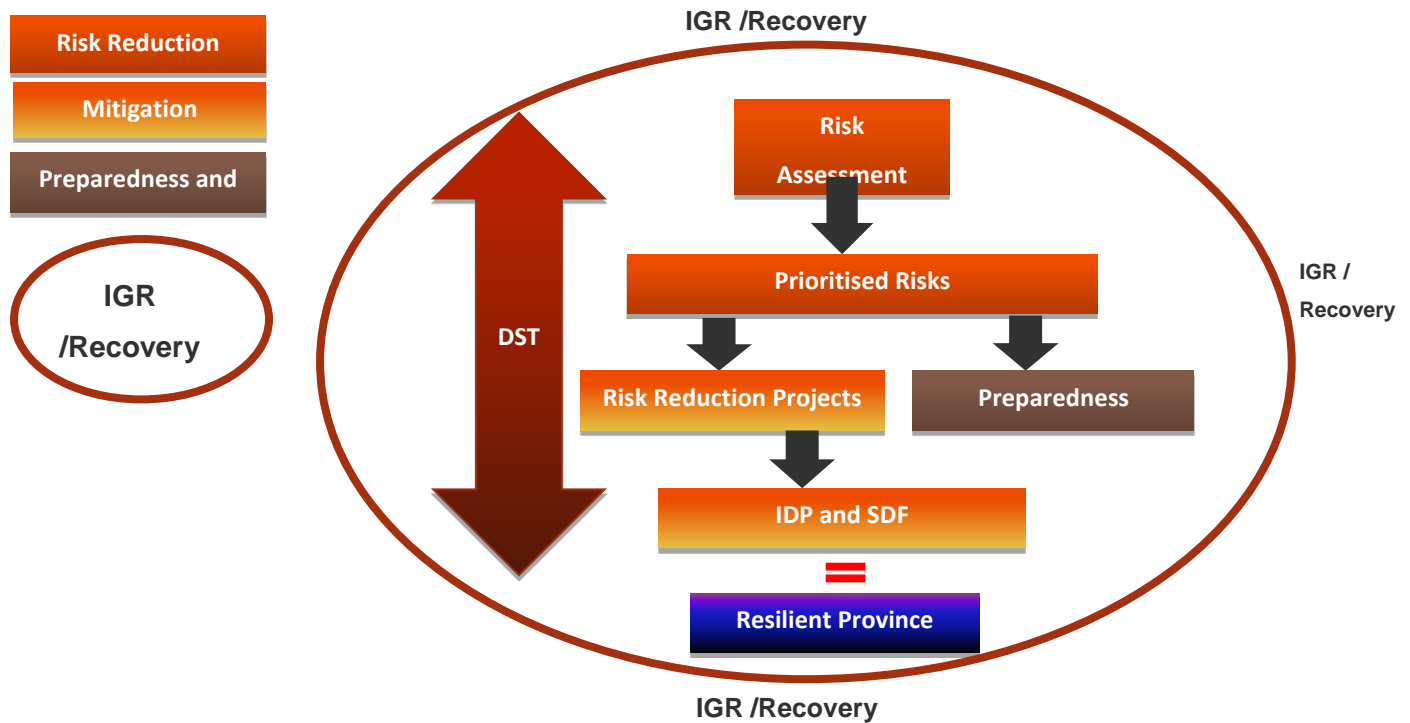 IGR /Recovery
Risk Reduction
Mitigation
Preparedness and
IGR
/Recovery
Risk
Assessment
Prioritised Risks
IGR /
Recovery
DST
Risk Reduction Projects
Preparedness
IDP and SDF
=
Resilient Province
IGR /Recovery